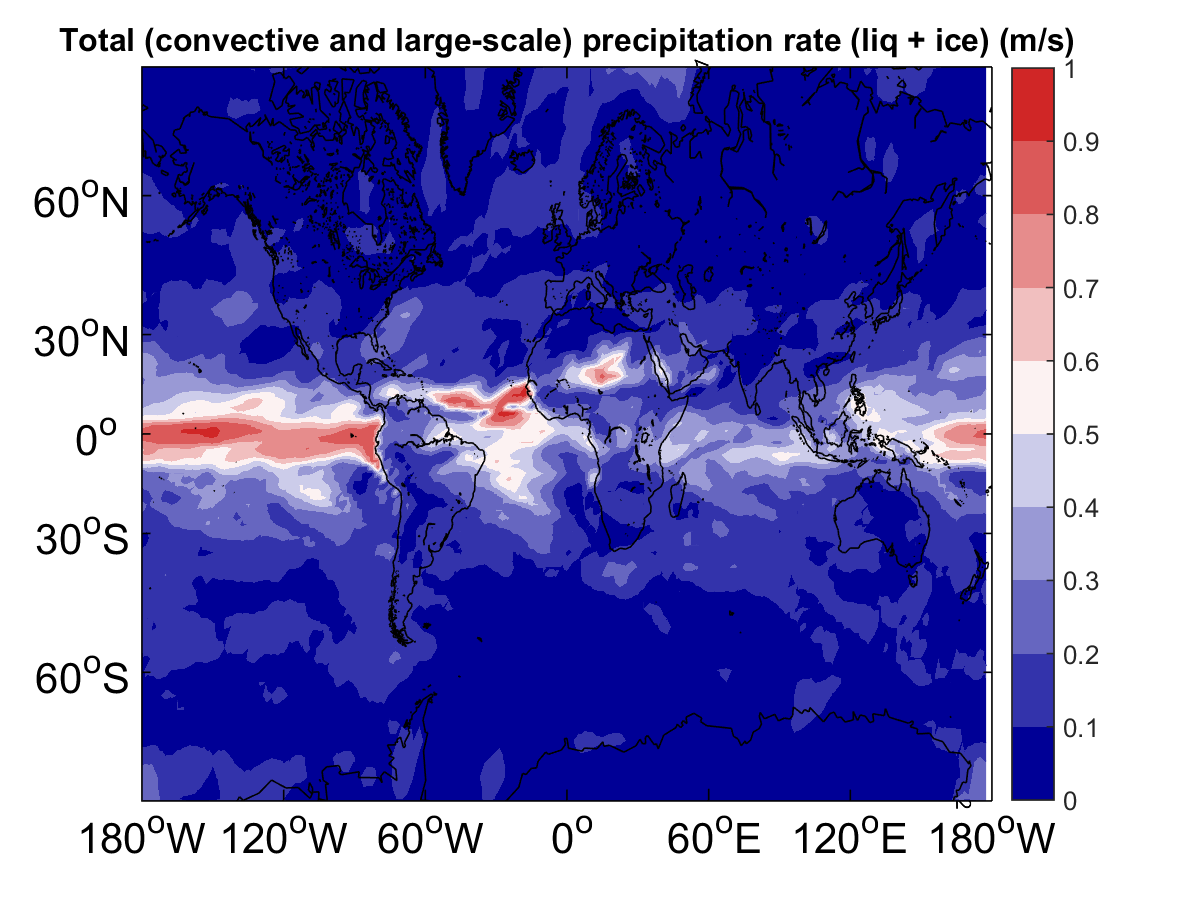 Total (convective and large-scale) precipitation rate (liq + ice) (m/s)
60°N
30°N
0°
30°S
60°S
180°W 120°W 60°W 0° 60°E 120°E 180°W
1
0.9
0.8
0.7
0.6
0.5
0.4
0.3
0.2
0.1
0